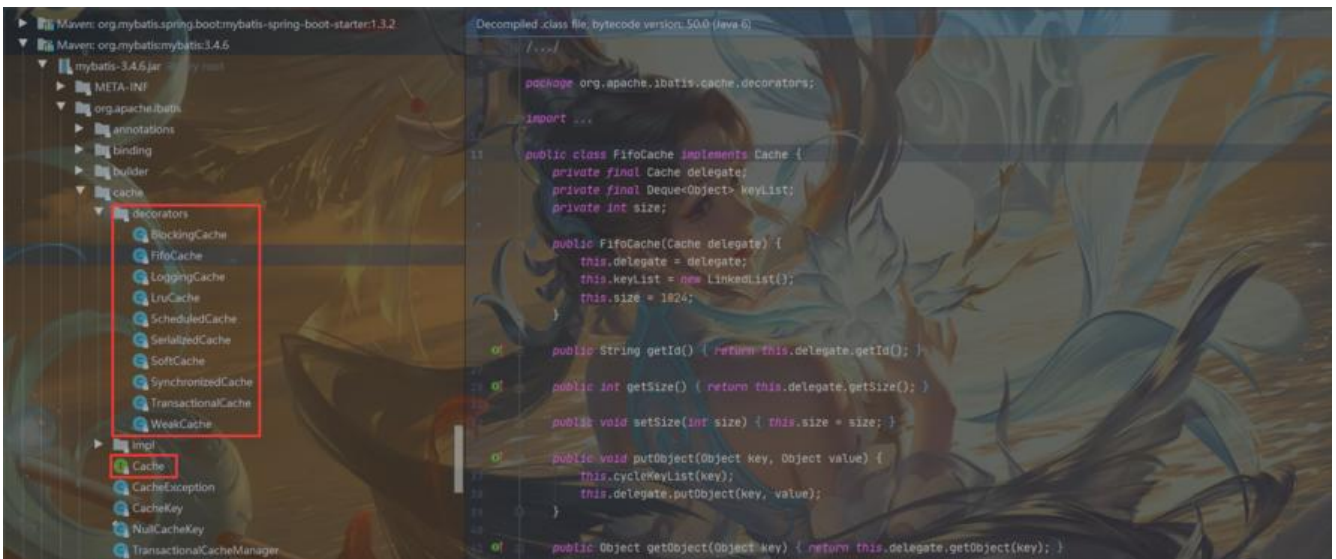 Maven: org.mybatis.spring.boot:mybatis-spring-boot-starter:1.3.2
Maven: org.mybatis:mybatis:3.4.6
mybatis-3.4.6.jar
META-INF
org.apache.ibatis
annotations
binding
builder
cache
decorators
BlockingCache
FifoCache
LoggingCache
LruCache
ScheduledCache
SerializedCache
SoftCache
SynchronizedCache
TransactionalCache
WeakCache
impl
Cache
CacheException
CacheKey
NullCacheKey
TransactionalCacheManager
Decompiled .class file, bytecode version: 50.0 (Java 6)
/.../
package org.apache.ibatis.cache.decorators;
import ...
public class FifoCache implements Cache {
private final Cache delegate;
private final Deque<Object> keyList;
private int size;
public FifoCache(Cache delegate) {
this.delegate = delegate;
this.keyList = new LinkedList();
this.size = 1024;
}
public String getId() { return this.delegate.getId(); }
public int getSize() { return this.delegate.getSize(); }
public void setSize(int size) { this.size = size; }
public void putObject(Object key, Object value) {
this.cycleKeyList(key);
this.delegate.putObject(key, value);
}
public Object getObject(Object key) { return this.delegate.getObject(key); }